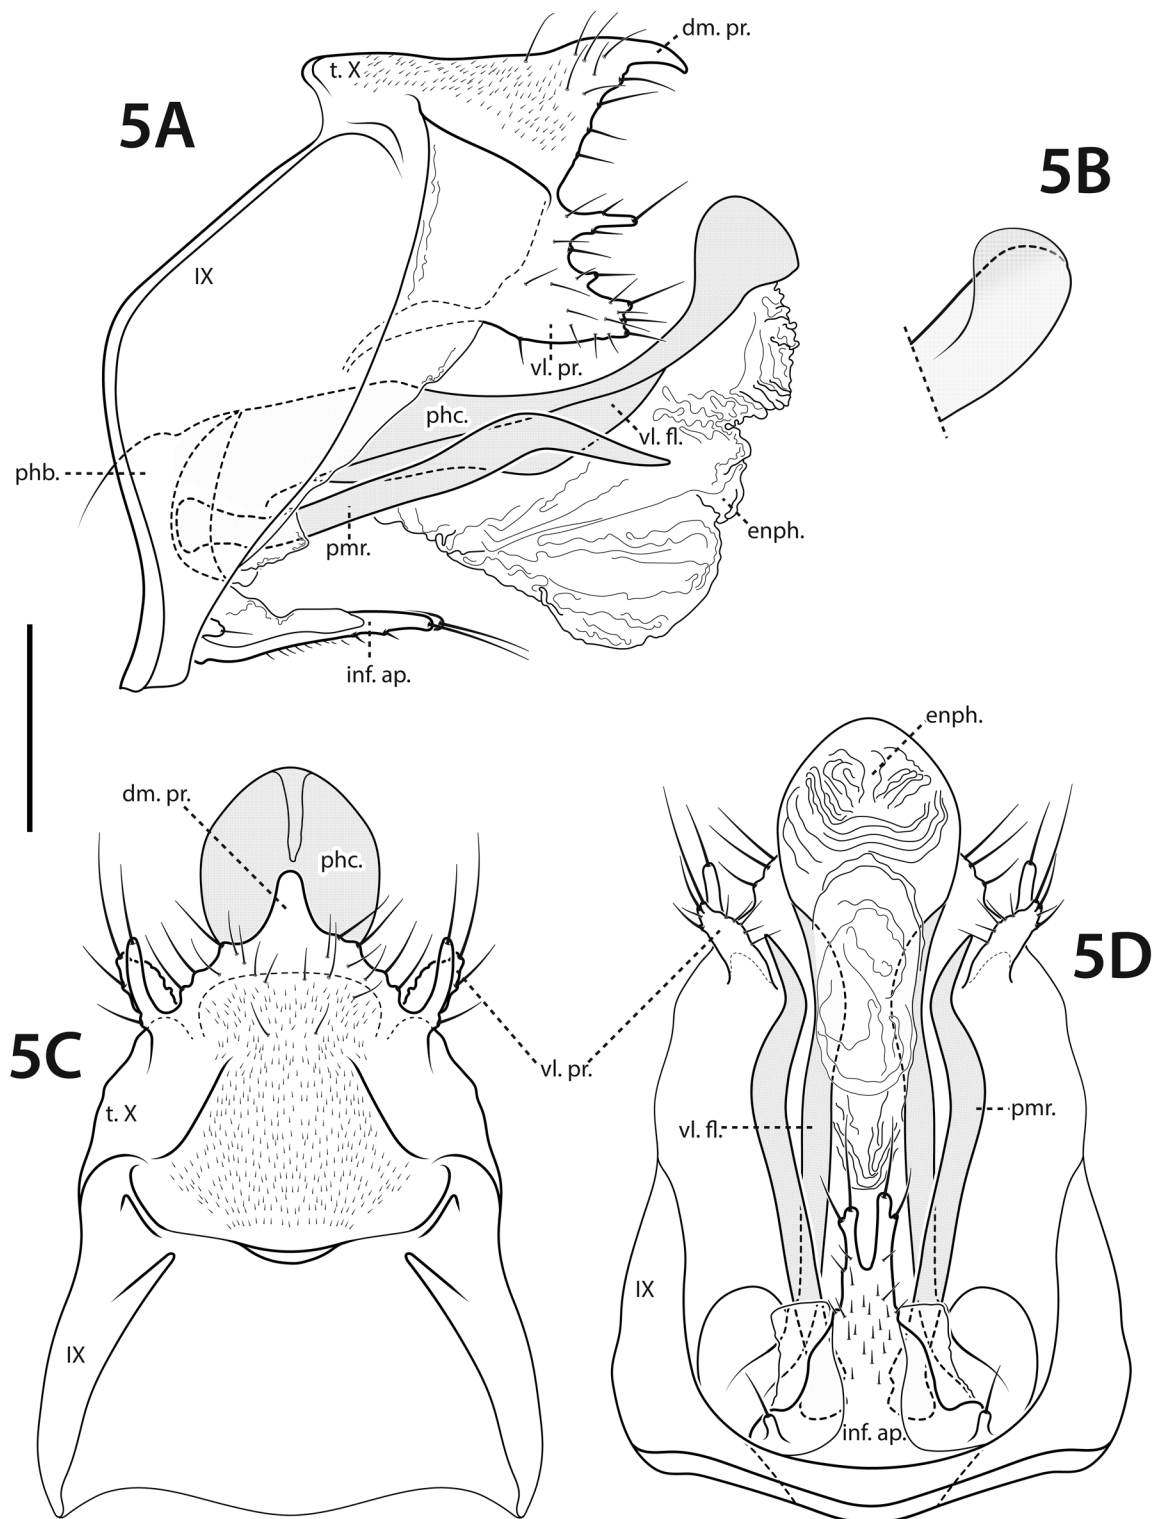 dm. pr.
t. X
5A
5B
IX
vl. pr.
phc.
vl. fl.
phb.
enph.
pmr.
inf. ap.
enph.
dm. pr.
phc.
5D
5C
vl. pr.
t. X
vl. fl.
pmr.
IX
IX
inf. ap.